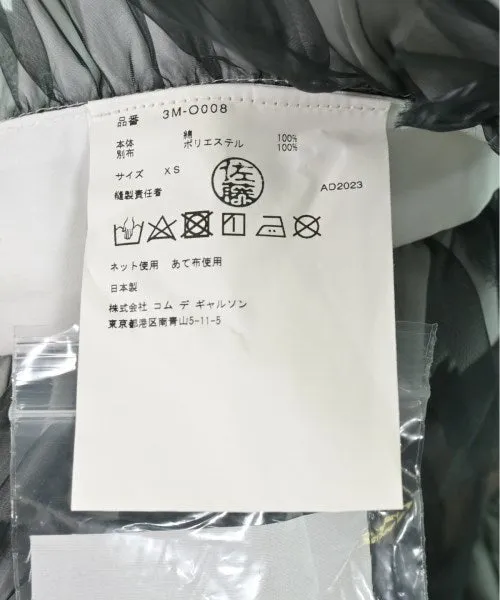 品番 3M-O008
本体 綿 100%
別布 ポリエステル 100%
サイズ XS
縫製責任者 佐藤 AD2023
ネット使用 あて布使用
日本製
株式会社 コム デ ギャルソン
東京都港区南青山5-11-5